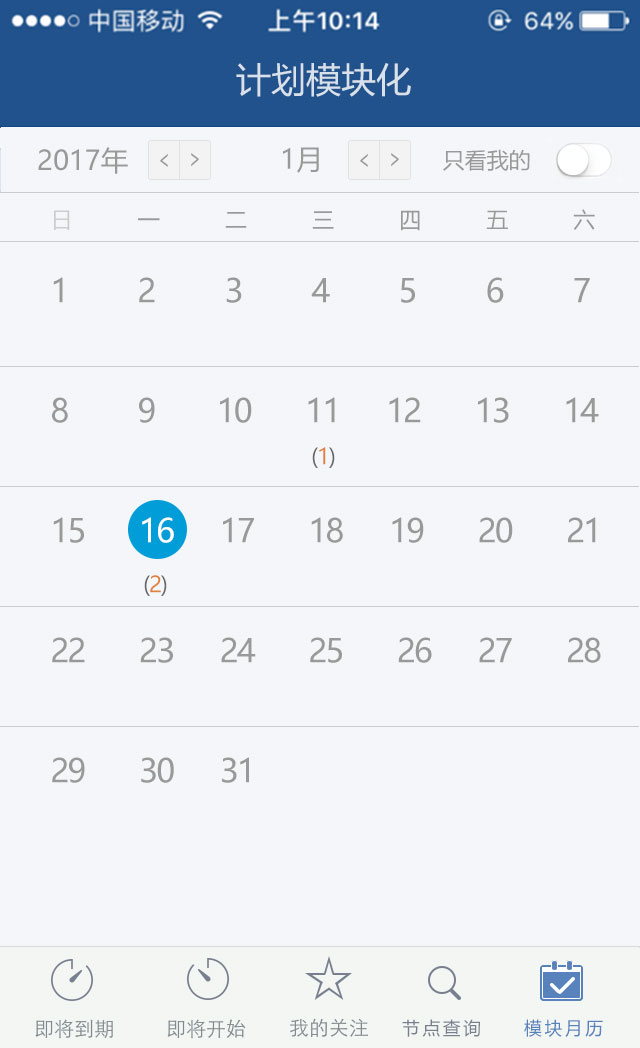 中国移动 上午10:14 64%
计划模块化
2017年 < > 1月 < > 只看我的
日 一 二 三 四 五 六
1 2 3 4 5 6 7
8 9 10 11 12 13 14
(1)
15 16 17 18 19 20 21
(2)
22 23 24 25 26 27 28
29 30 31
即将到期 即将开始 我的关注 节点查询 模块月历